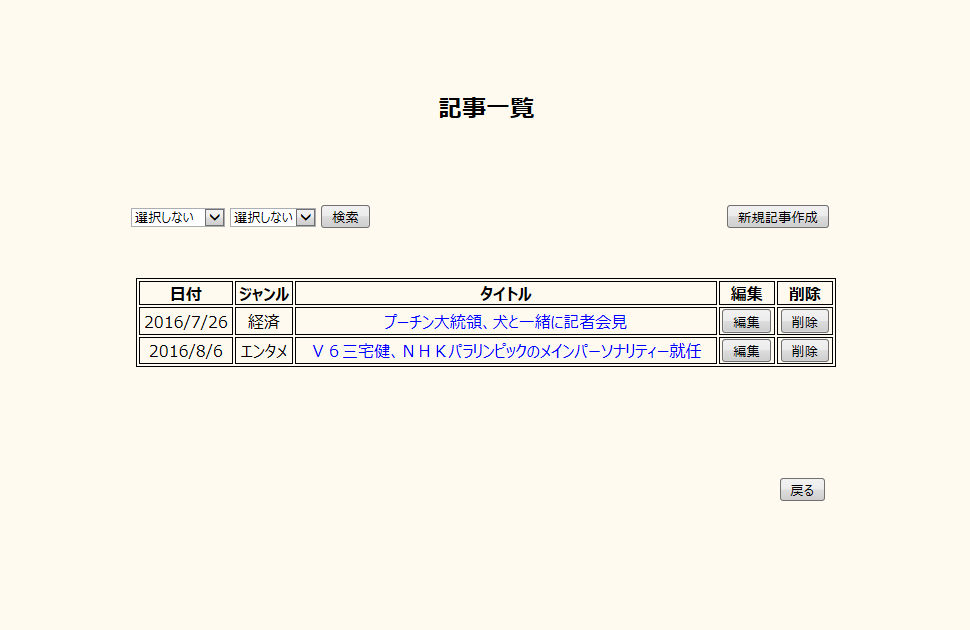 記事一覧
選択しない 選択しない 検索 新規記事作成
日付 ジャンル タイトル 編集 削除
2016/7/26 経済 プーチン大統領、犬と一緒に記者会見 編集 削除
2016/8/6 エンタメ V6三宅健、NHKパラリンピックのメインパーソナリティー就任 編集 削除
戻る